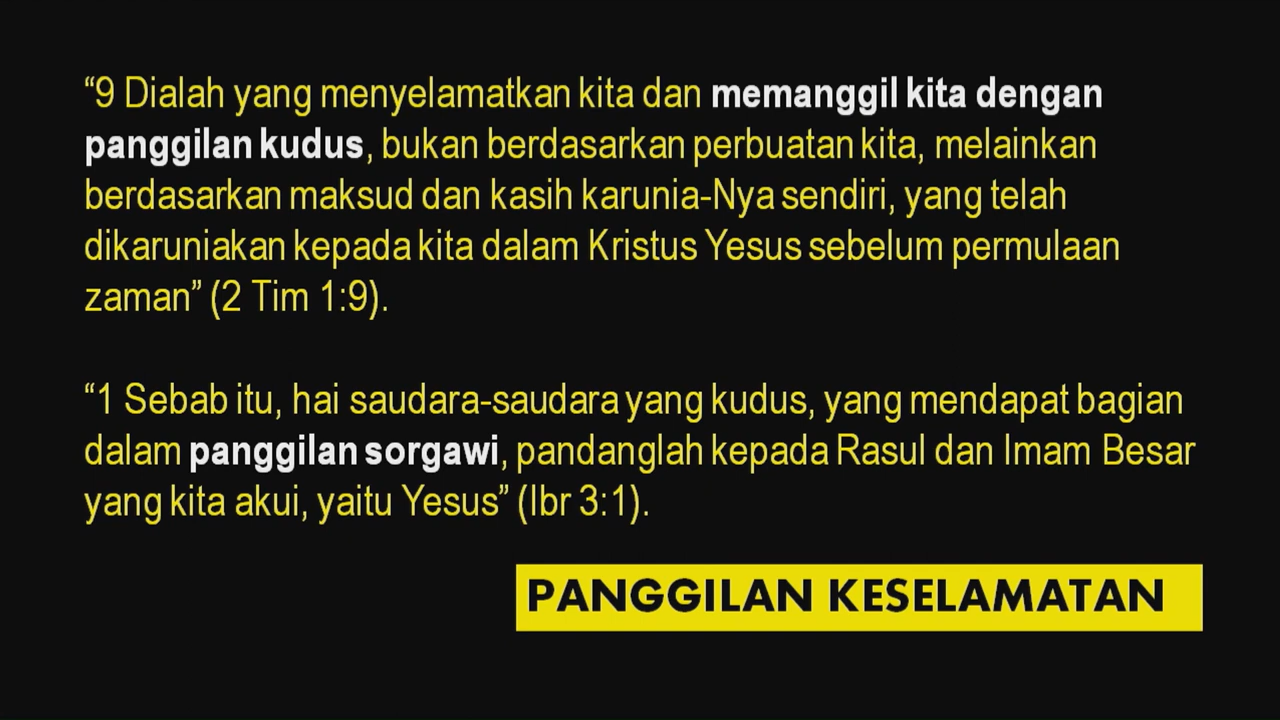 “9 Dialah yang menyelamatkan kita dan memanggil kita dengan
panggilan kudus, bukan berdasarkan perbuatan kita, melainkan
berdasarkan maksud dan kasih karunia-Nya sendiri, yang telah
dikaruniakan kepada kita dalam Kristus Yesus sebelum permulaan
zaman” (2 Tim 1:9).
“1 Sebab itu, hai saudara-saudara yang kudus, yang mendapat bagian
dalam panggilan sorgawi, pandanglah kepada Rasul dan Imam Besar
yang kita akui, yaitu Yesus” (Ibr 3:1).
PANGGILAN KESELAMATAN